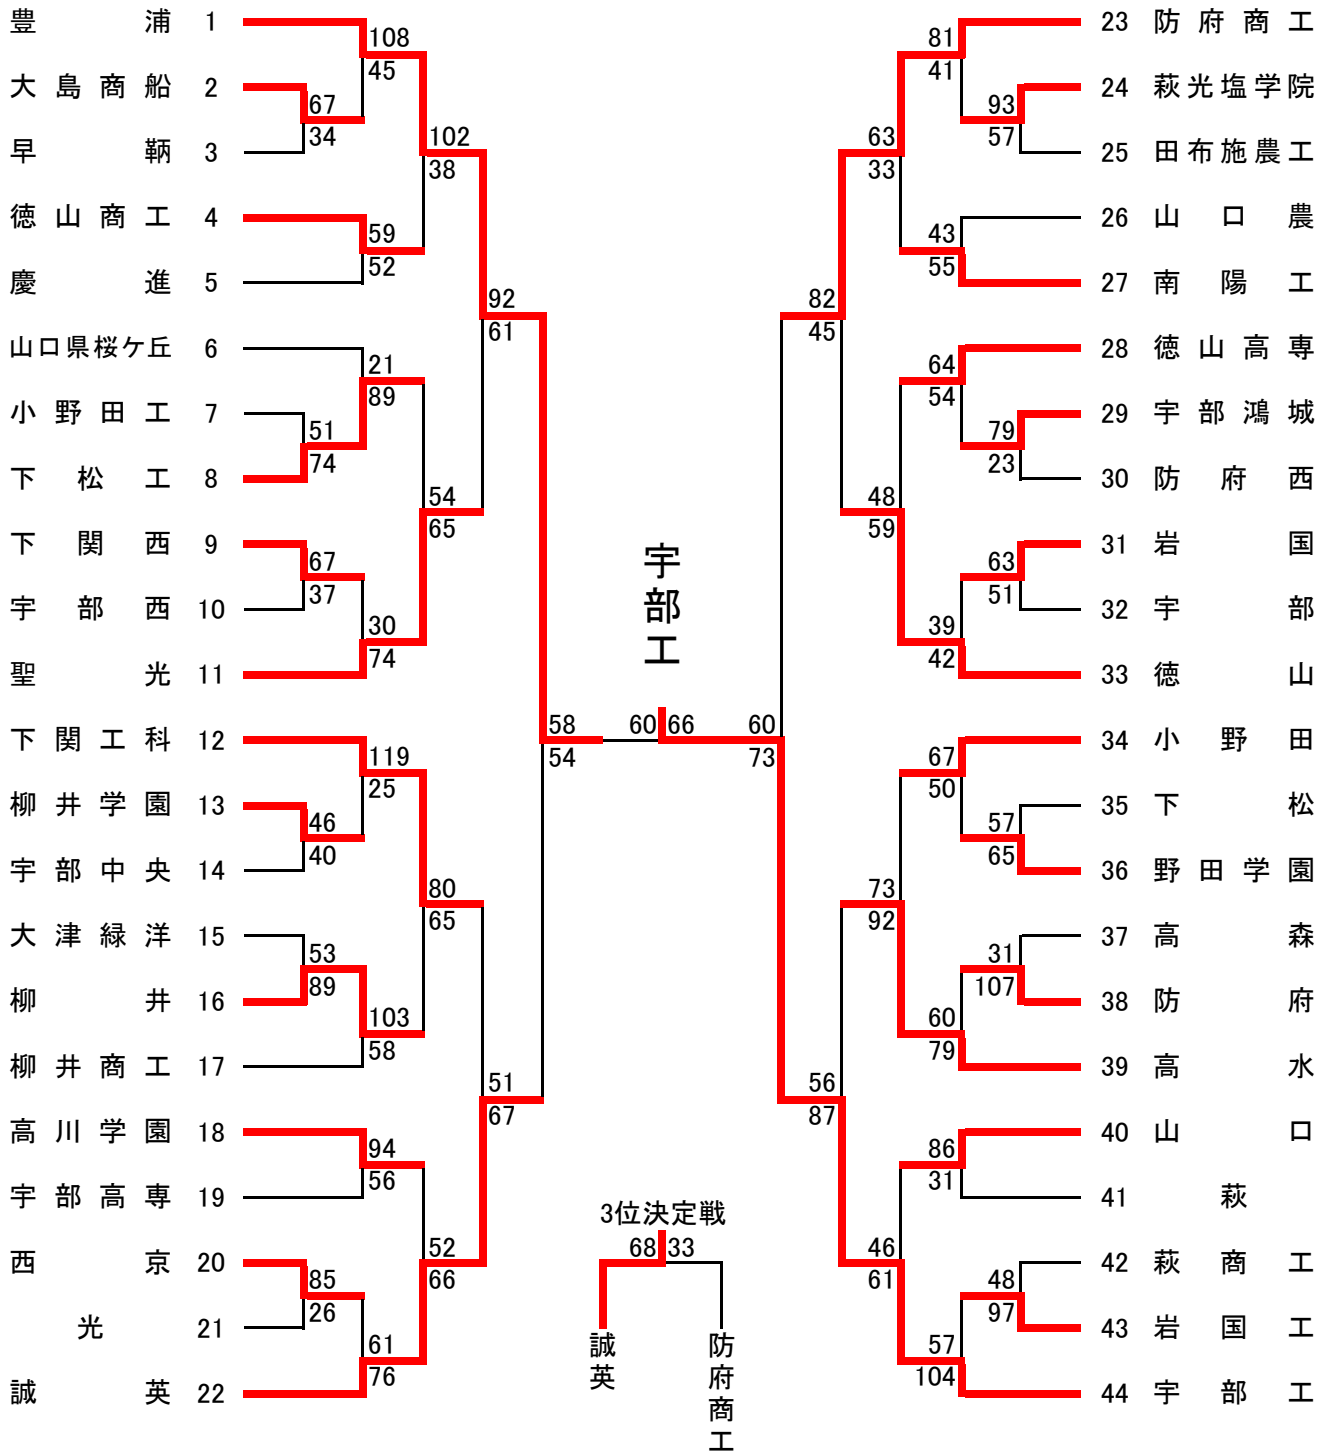 豊浦 1
大島商船 2
早鞆 3
徳山商工 4
慶進 5
山口県桜ケ丘 6
小野田工 7
下松工 8
下関西 9
宇部西 10
聖光 11
下関工科 12
柳井学園 13
宇部中央 14
大津緑洋 15
柳井 16
柳井商工 17
高川学園 18
宇部高専 19
西京 20
光 21
誠英 22
108
45
67
34
102
38
59
52
92
61
21
89
51
74
54
65
67
37
30
74
58
54
119
25
46
40
80
65
53
89
103
58
51
67
94
56
52
66
85
26
61
76
宇部工
60 66
3位決定戦
68 33
誠英
防府商工
81
41
93
57
63
33
43
55
82
45
64
54
79
23
48
59
63
51
39
42
60
73
67
50
57
65
73
92
31
107
60
79
56
87
86
31
46
61
48
97
57
104
23 防府商工
24 萩光塩学院
25 田布施農工
26 山口農
27 南陽工
28 徳山高専
29 宇部鴻城
30 防府西
31 岩国
32 宇部
33 徳山
34 小野田
35 下松
36 野田学園
37 高森
38 防府
39 高水
40 山口
41 萩
42 萩商工
43 岩国工
44 宇部工